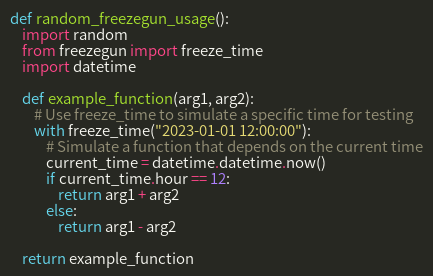 def random_freezegun_usage():
    import random
    from freezegun import freeze_time
    import datetime

    def example_function(arg1, arg2):
        # Use freeze_time to simulate a specific time for testing
        with freeze_time("2023-01-01 12:00:00"):
            # Simulate a function that depends on the current time
            current_time = datetime.datetime.now()
            if current_time.hour == 12:
                return arg1 + arg2
            else:
                return arg1 - arg2

    return example_function